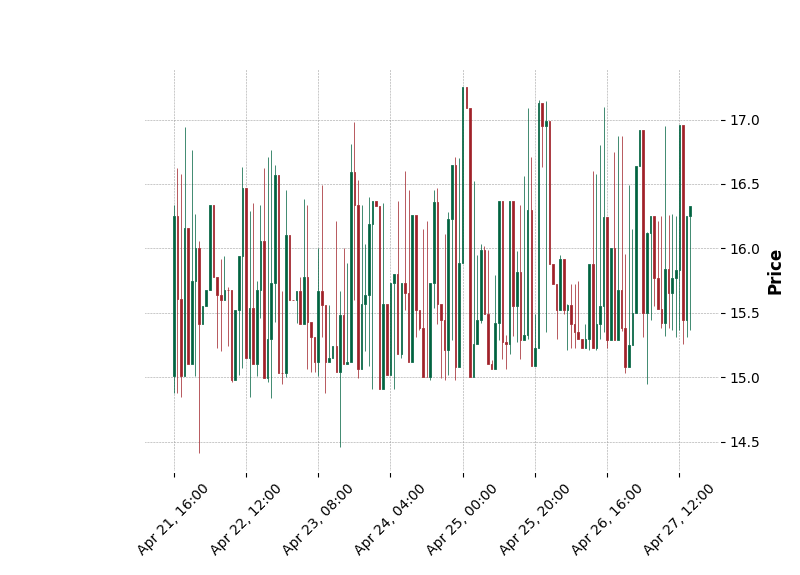 17.0
16.5
16.0
15.5
15.0
14.5
Price
Apr 21, 16:00
Apr 22, 12:00
Apr 23, 08:00
Apr 24, 04:00
Apr 25, 00:00
Apr 25, 20:00
Apr 26, 16:00
Apr 27, 12:00